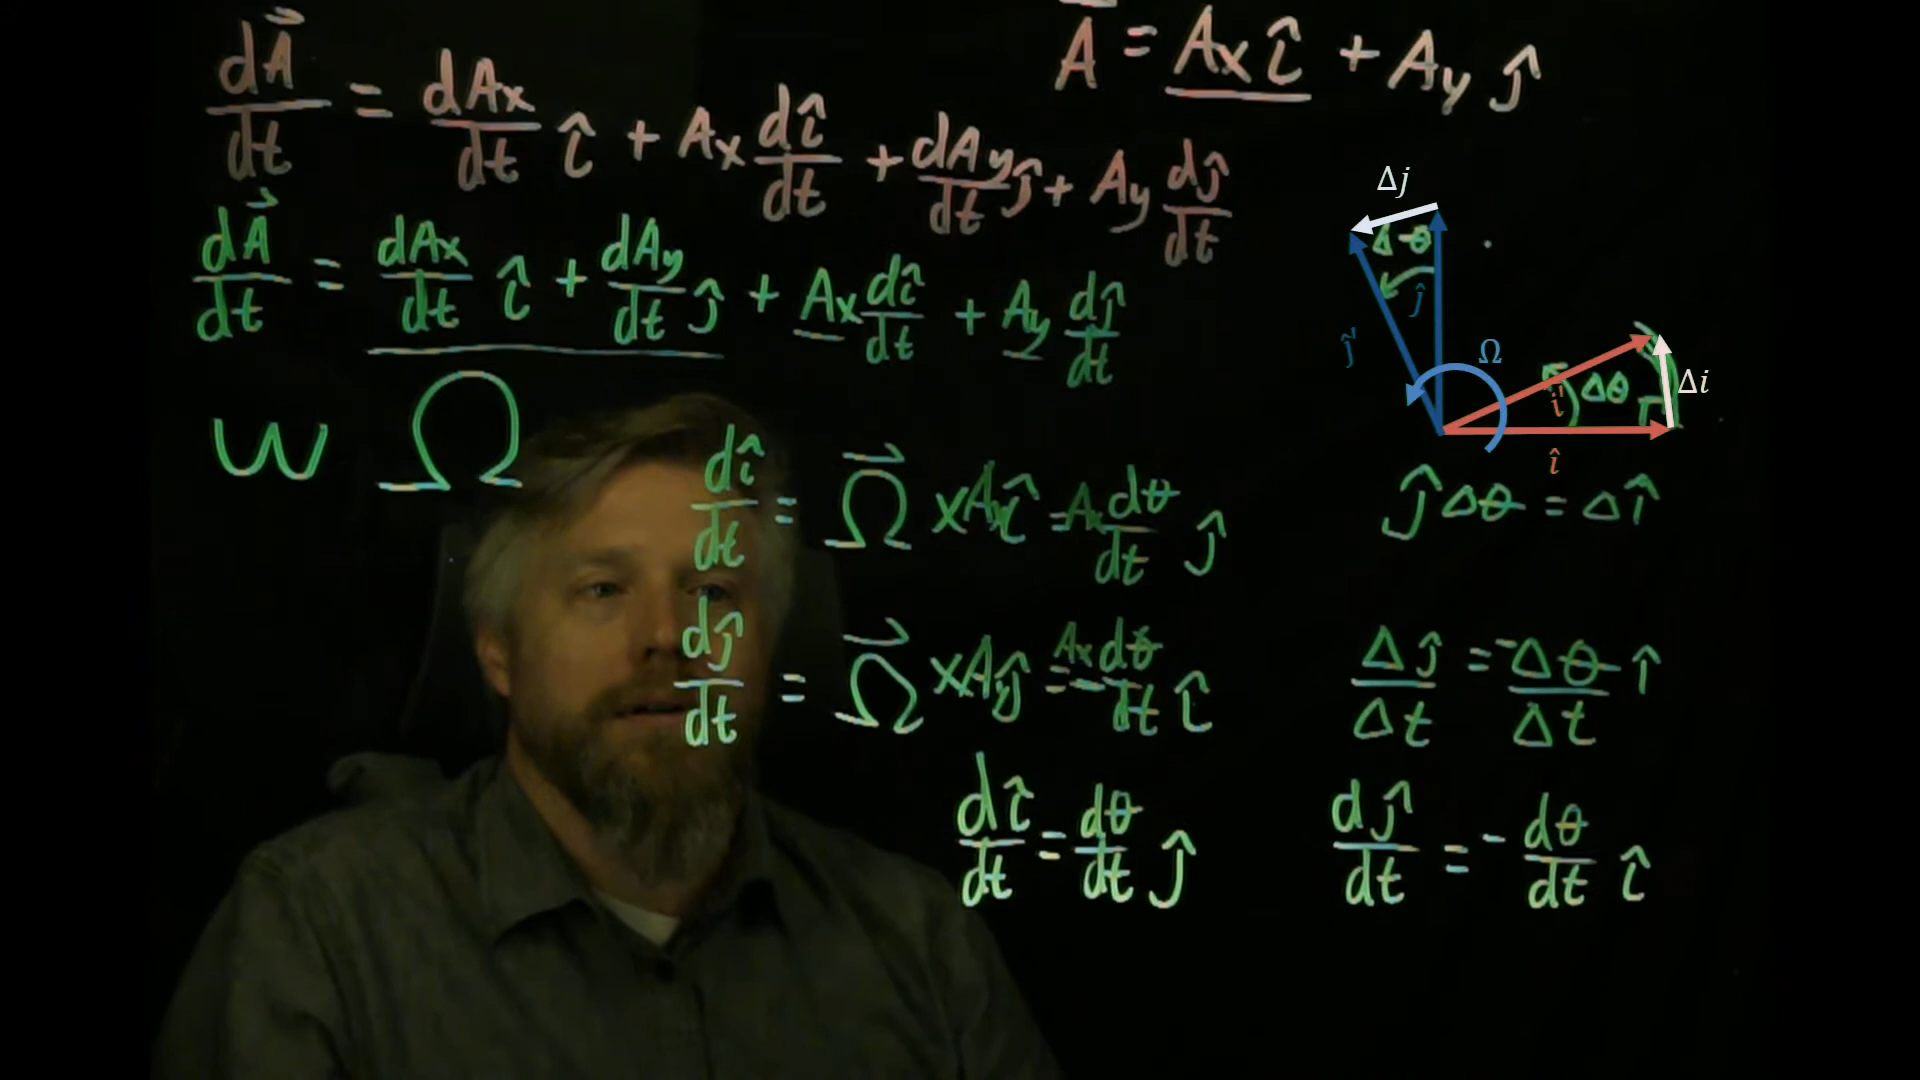 dA⃗/dt = dAx/dt î + Ax dî/dt + dAy/dt ĵ + Ay dĵ/dt
A⃗ = Ax î + Ay ĵ
dA⃗/dt = dAx/dt î + dAy/dt ĵ + Ax dî/dt + Ay dĵ/dt
w Ω
dî/dt = Ω⃗ x Ax î = Ax dθ/dt ĵ
dĵ/dt = Ω⃗ x Ay ĵ = Ax - dθ/dt î
dî/dt = dθ/dt ĵ
Δj
Δθ
ĵ
ĵ'
Ω
î'
Δθ
Δi
î
ĵ Δθ = Δî
Δĵ/Δt = -Δθ/Δt î
dĵ/dt = - dθ/dt î